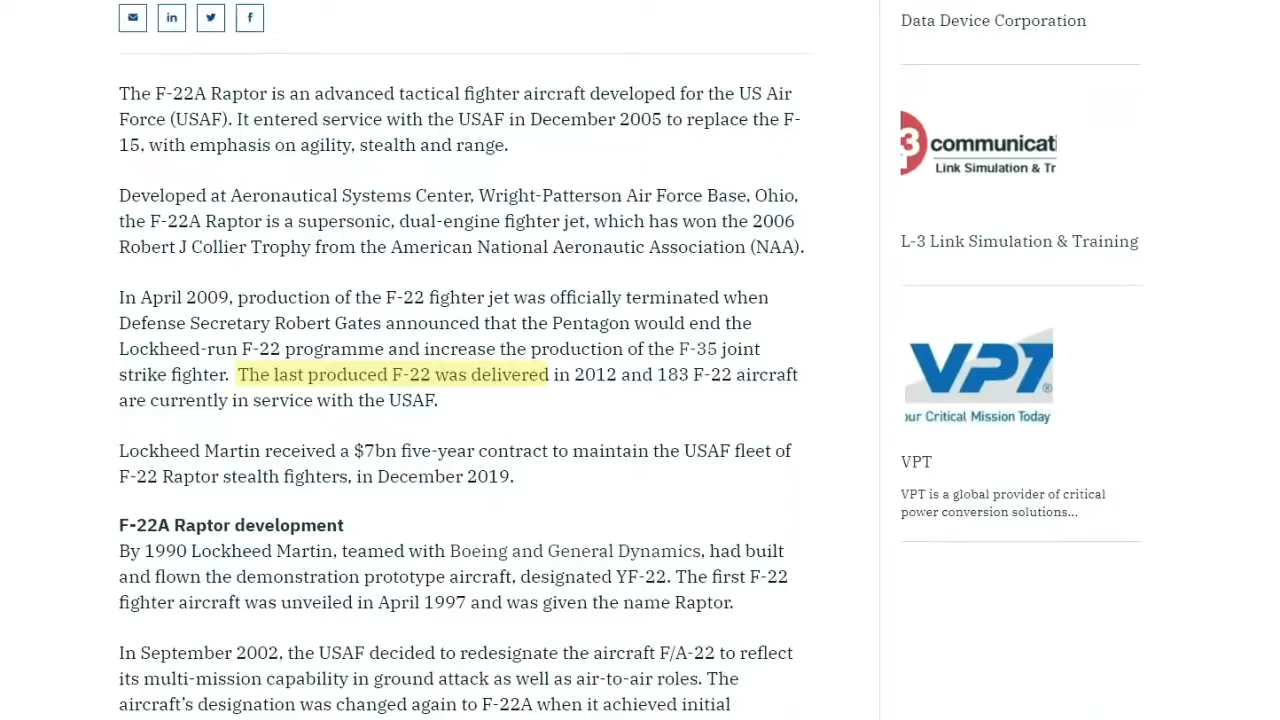 The F-22A Raptor is an advanced tactical fighter aircraft developed for the US Air
Force (USAF). It entered service with the USAF in December 2005 to replace the F-
15, with emphasis on agility, stealth and range.
Developed at Aeronautical Systems Center, Wright-Patterson Air Force Base, Ohio,
the F-22A Raptor is a supersonic, dual-engine fighter jet, which has won the 2006
Robert J Collier Trophy from the American National Aeronautic Association (NAA).
In April 2009, production of the F-22 fighter jet was officially terminated when
Defense Secretary Robert Gates announced that the Pentagon would end the
Lockheed-run F-22 programme and increase the production of the F-35 joint
strike fighter. The last produced F-22 was delivered in 2012 and 183 F-22 aircraft
are currently in service with the USAF.
Lockheed Martin received a $7bn five-year contract to maintain the USAF fleet of
F-22 Raptor stealth fighters, in December 2019.
F-22A Raptor development
By 1990 Lockheed Martin, teamed with Boeing and General Dynamics, had built
and flown the demonstration prototype aircraft, designated YF-22. The first F-22
fighter aircraft was unveiled in April 1997 and was given the name Raptor.
In September 2002, the USAF decided to redesignate the aircraft F/A-22 to reflect
its multi-mission capability in ground attack as well as air-to-air roles. The
aircraft's designation was changed again to F-22A when it achieved initial
Data Device Corporation
3 communicati
Link Simulation & Tr
L-3 Link Simulation & Training
VPT®
our Critical Mission Today
VPT
VPT is a global provider of critical
power conversion solutions...